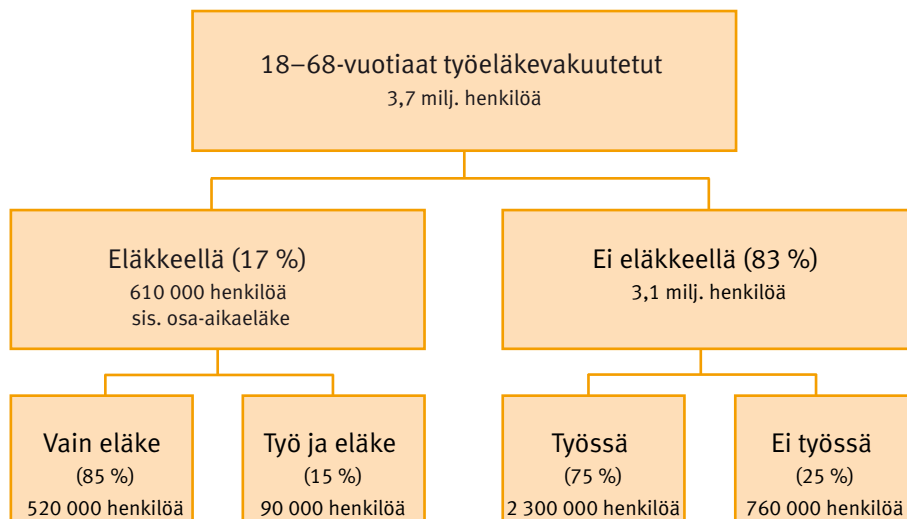 18–68-vuotiaat työeläkevakuutetut
3,7 milj. henkilöä
Eläkkeellä (17 %)
610 000 henkilöä
sis. osa-aikaeläke
Ei eläkkeellä (83 %)
3,1 milj. henkilöä
Vain eläke
(85 %)
520 000 henkilöä
Työ ja eläke
(15 %)
90 000 henkilöä
Työssä
(75 %)
2 300 000 henkilöä
Ei työssä
(25 %)
760 000 henkilöä